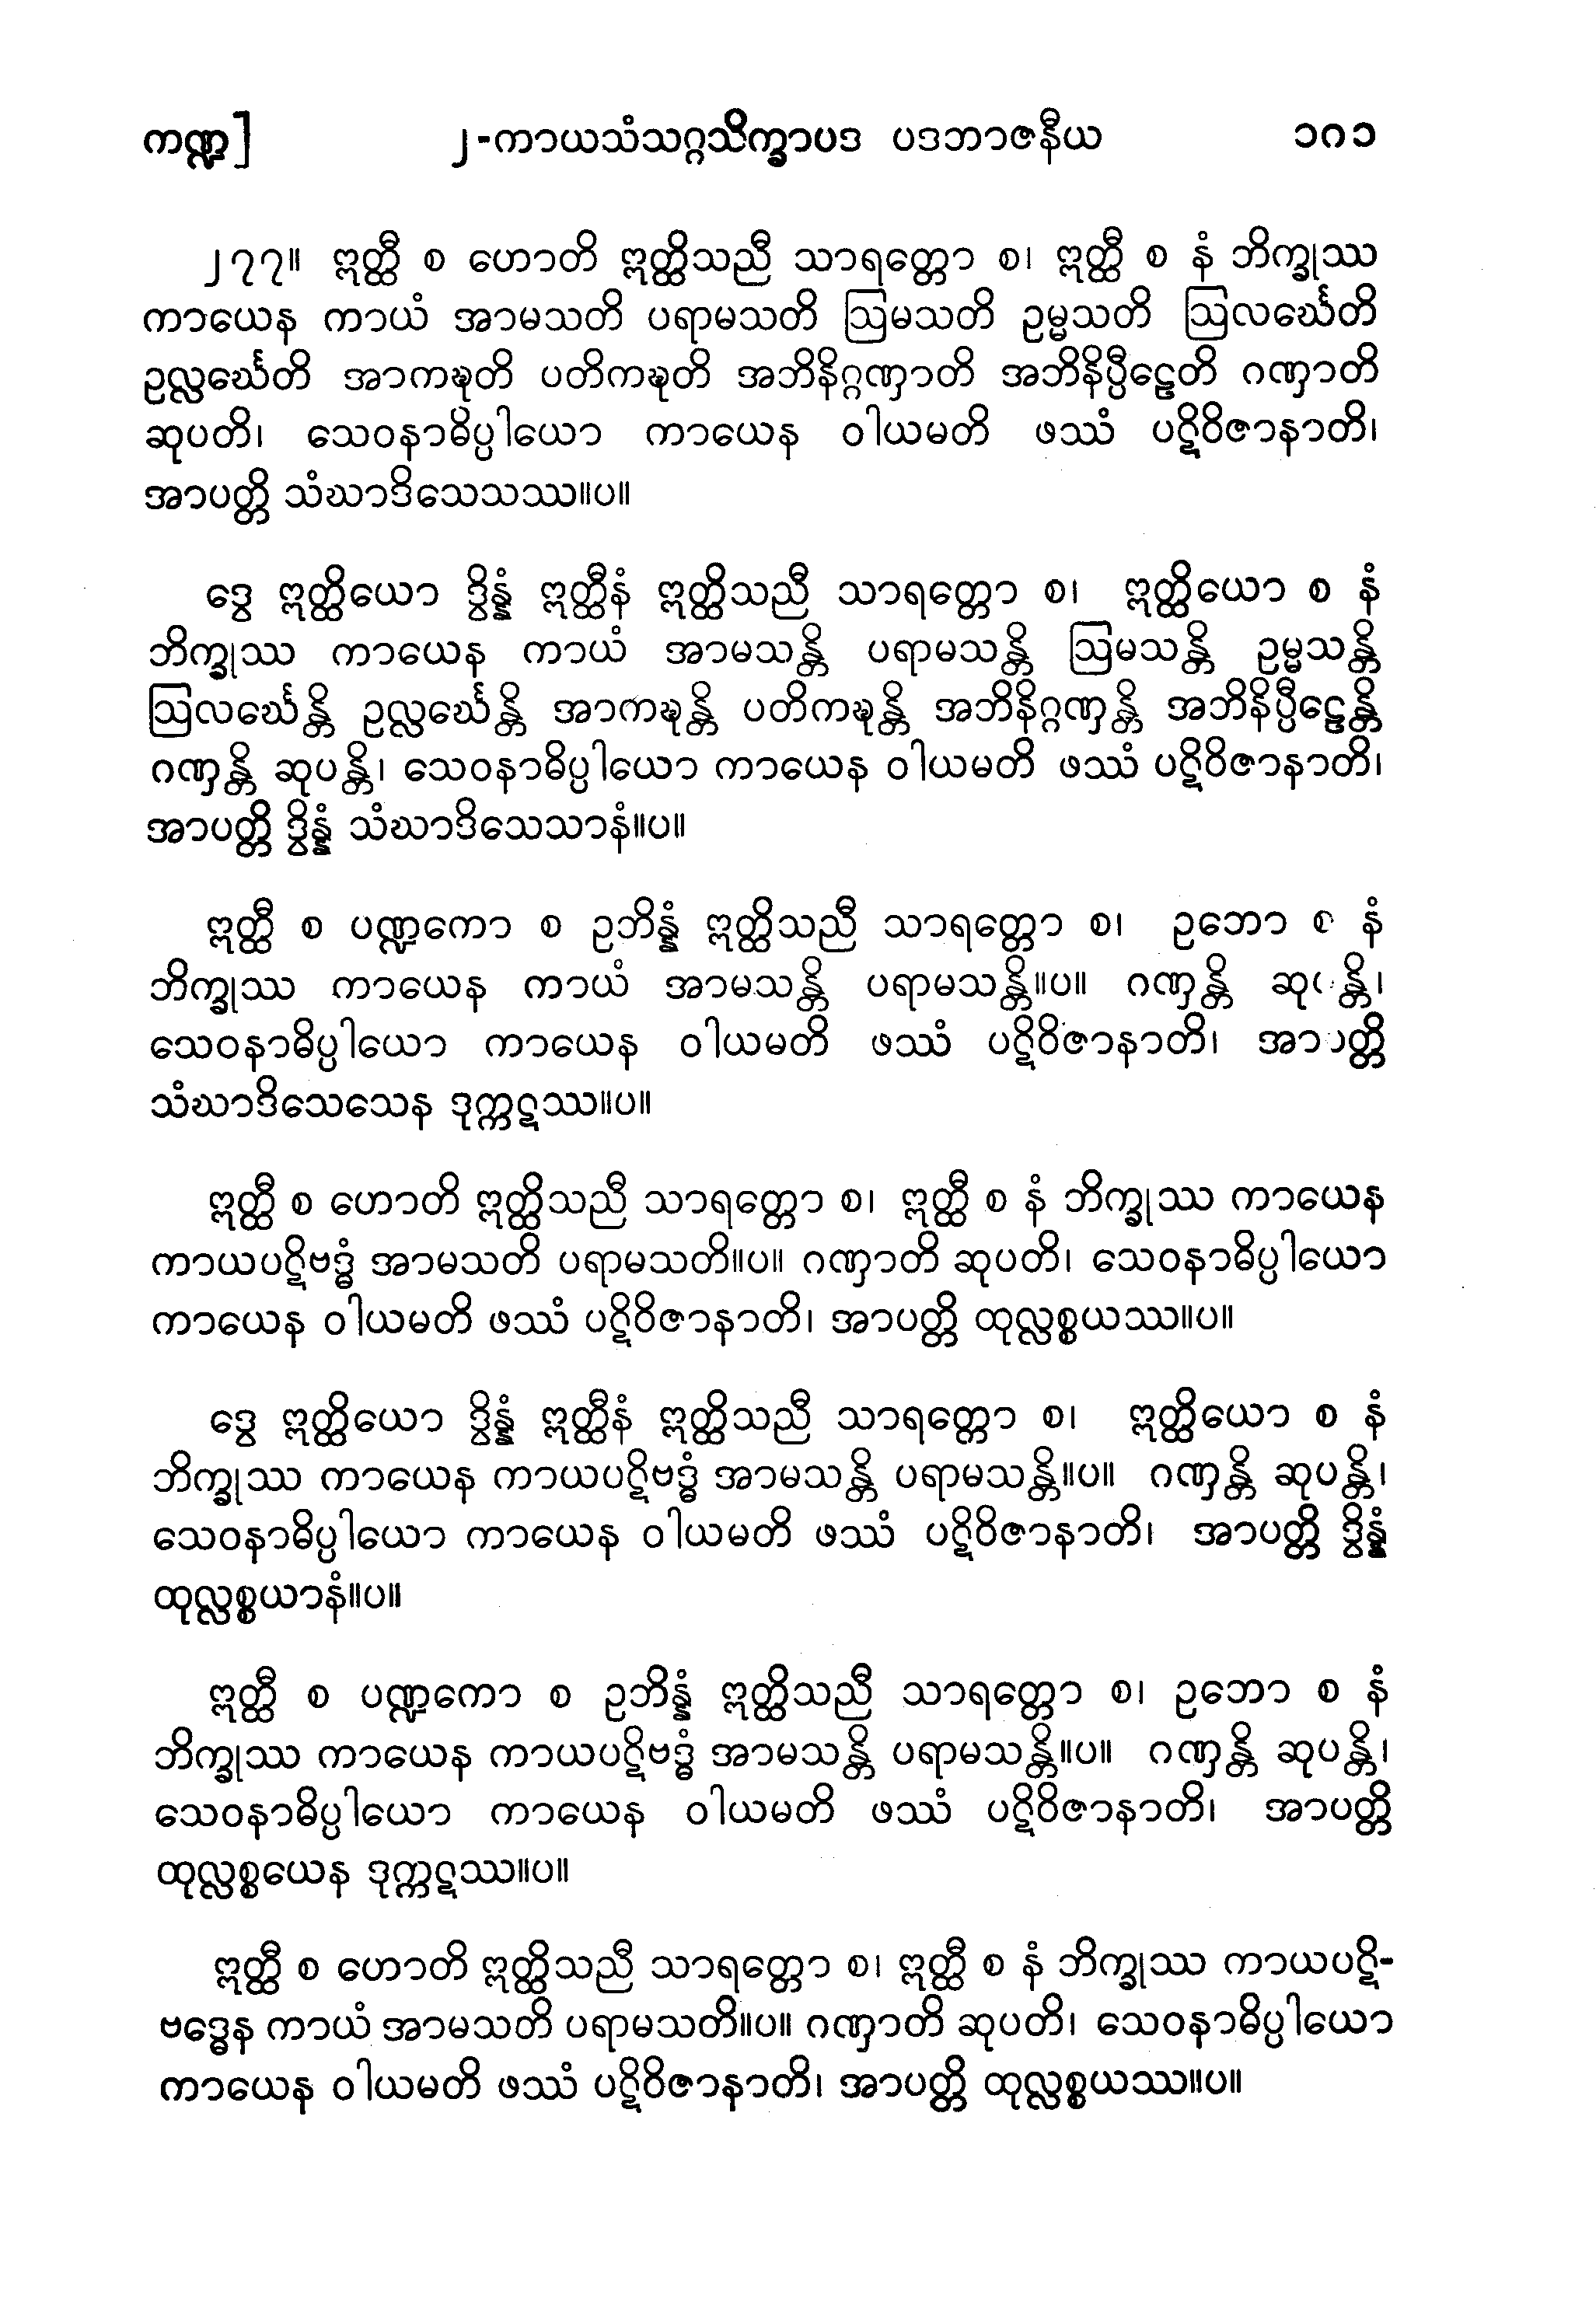 ကဏ္ဍ] ၂-ကာယသံသဂ္ဂသိက္ခာပဒ ပဒဘာဇနီယ ၁၈၁
၂၇၇။ ဣတ္ထီ စ ဟောတိ ဣတ္ထိသညီ သာရတ္တော စ၊ ဣတ္ထီ စ နံ ဘိက္ခုဿ
ကာယေန ကာယံ အာမသတိ ပရာမသတိ ဩမသတိ ဥမ္မသတိ ဩလင်္ဃေတိ
ဥလ္လင်္ဃေတိ အာကဍ္ဎတိ ပတိကဍ္ဎတိ အဘိနိဂ္ဂဏှာတိ အဘိနိပ္ပီဠေတိ ဂဏှာတိ
ဆုပတိ၊ သေဝနာဓိပ္ပါယော ကာယေန ဝါယမတိ ဖဿံ ပဋိဝိဇာနာတိ၊
အာပတ္တိ သံဃာဒိသေသဿ။ပ။
ဒွေ ဣတ္ထိယော ဒွိန္နံ ဣတ္ထီနံ ဣတ္ထိသညီ သာရတ္တော စ၊ ဣတ္ထိယော စ နံ
ဘိက္ခုဿ ကာယေန ကာယံ အာမသန္တိ ပရာမသန္တိ ဩမသန္တိ ဥမ္မသန္တိ
ဩလင်္ဃေန္တိ ဥလ္လင်္ဃေန္တိ အာကဍ္ဎန္တိ ပတိကဍ္ဎန္တိ အဘိနိဂ္ဂဏှန္တိ အဘိနိပ္ပီဠေန္တိ
ဂဏှန္တိ ဆုပန္တိ၊ သေဝနာဓိပ္ပါယော ကာယေန ဝါယမတိ ဖဿံ ပဋိဝိဇာနာတိ၊
အာပတ္တိ ဒွိန္နံ သံဃာဒိသေသာနံ။ပ။
ဣတ္ထီ စ ပဏ္ဍကော စ ဥဘိန္နံ ဣတ္ထိသညီ သာရတ္တော စ၊ ဥဘော စ နံ
ဘိက္ခုဿ ကာယေန ကာယံ အာမသန္တိ ပရာမသန္တိ။ပ။ ဂဏှန္တိ ဆုပန္တိ၊
သေဝနာဓိပ္ပါယော ကာယေန ဝါယမတိ ဖဿံ ပဋိဝိဇာနာတိ၊ အာပတ္တိ
သံဃာဒိသေသေန ဒုက္ကဋဿ။ပ။
ဣတ္ထီ စ ဟောတိ ဣတ္ထိသညီ သာရတ္တော စ၊ ဣတ္ထီ စ နံ ဘိက္ခုဿ ကာယေန
ကာယပဋိဗဒ္ဓံ အာမသတိ ပရာမသတိ။ပ။ ဂဏှာတိ ဆုပတိ၊ သေဝနာဓိပ္ပါယော
ကာယေန ဝါယမတိ ဖဿံ ပဋိဝိဇာနာတိ၊ အာပတ္တိ ထုလ္လစ္စယဿ။ပ။
ဒွေ ဣတ္ထိယော ဒွိန္နံ ဣတ္ထီနံ ဣတ္ထိသညီ သာရတ္တော စ၊ ဣတ္ထိယော စ နံ
ဘိက္ခုဿ ကာယေန ကာယပဋိဗဒ္ဓံ အာမသန္တိ ပရာမသန္တိ။ပ။ ဂဏှန္တိ ဆုပန္တိ၊
သေဝနာဓိပ္ပါယော ကာယေန ဝါယမတိ ဖဿံ ပဋိဝိဇာနာတိ၊ အာပတ္တိ ဒွိန္နံ
ထုလ္လစ္စယာနံ။ပ။
ဣတ္ထီ စ ပဏ္ဍကော စ ဥဘိန္နံ ဣတ္ထိသညီ သာရတ္တော စ၊ ဥဘော စ နံ
ဘိက္ခုဿ ကာယေန ကာယပဋိဗဒ္ဓံ အာမသန္တိ ပရာမသန္တိ။ပ။ ဂဏှန္တိ ဆုပန္တိ၊
သေဝနာဓိပ္ပါယော ကာယေန ဝါယမတိ ဖဿံ ပဋိဝိဇာနာတိ၊ အာပတ္တိ
ထုလ္လစ္စယေန ဒုက္ကဋဿ။ပ။
ဣတ္ထီ စ ဟောတိ ဣတ္ထိသညီ သာရတ္တော စ၊ ဣတ္ထီ စ နံ ဘိက္ခုဿ ကာယပဋိ-
ဗဒ္ဓေန ကာယံ အာမသတိ ပရာမသတိ။ပ။ ဂဏှာတိ ဆုပတိ၊ သေဝနာဓိပ္ပါယော
ကာယေန ဝါယမတိ ဖဿံ ပဋိဝိဇာနာတိ၊ အာပတ္တိ ထုလ္လစ္စယဿ။ပ။